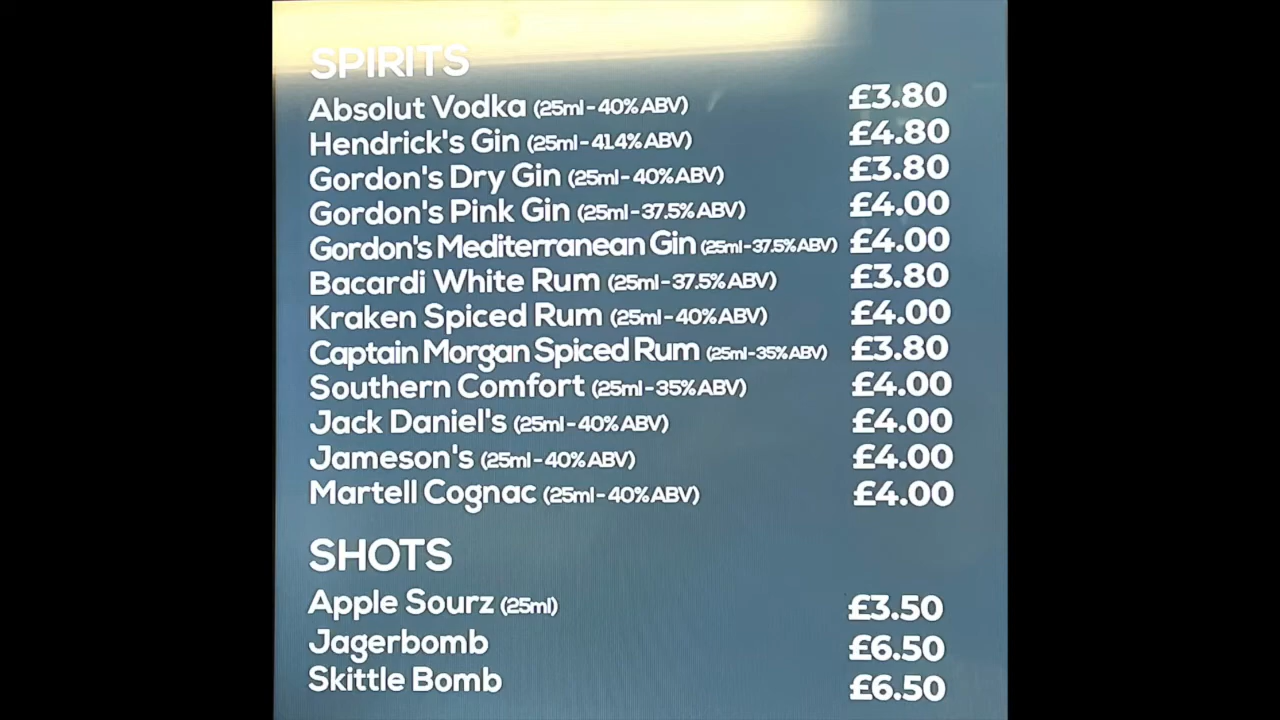 SPIRITS
Absolut Vodka (25ml - 40% ABV) £3.80
Hendrick's Gin (25ml - 41.4% ABV) £4.80
Gordon's Dry Gin (25ml - 40% ABV) £3.80
Gordon's Pink Gin (25ml - 37.5% ABV) £4.00
Gordon's Mediterranean Gin (25ml - 37.5% ABV) £4.00
Bacardi White Rum (25ml - 37.5% ABV) £3.80
Kraken Spiced Rum (25ml - 40% ABV) £4.00
Captain Morgan Spiced Rum (25ml - 35% ABV) £3.80
Southern Comfort (25ml - 35% ABV) £4.00
Jack Daniel's (25ml - 40% ABV) £4.00
Jameson's (25ml - 40% ABV) £4.00
Martell Cognac (25ml - 40% ABV) £4.00
SHOTS
Apple Sourz (25ml) £3.50
Jagerbomb £6.50
Skittle Bomb £6.50